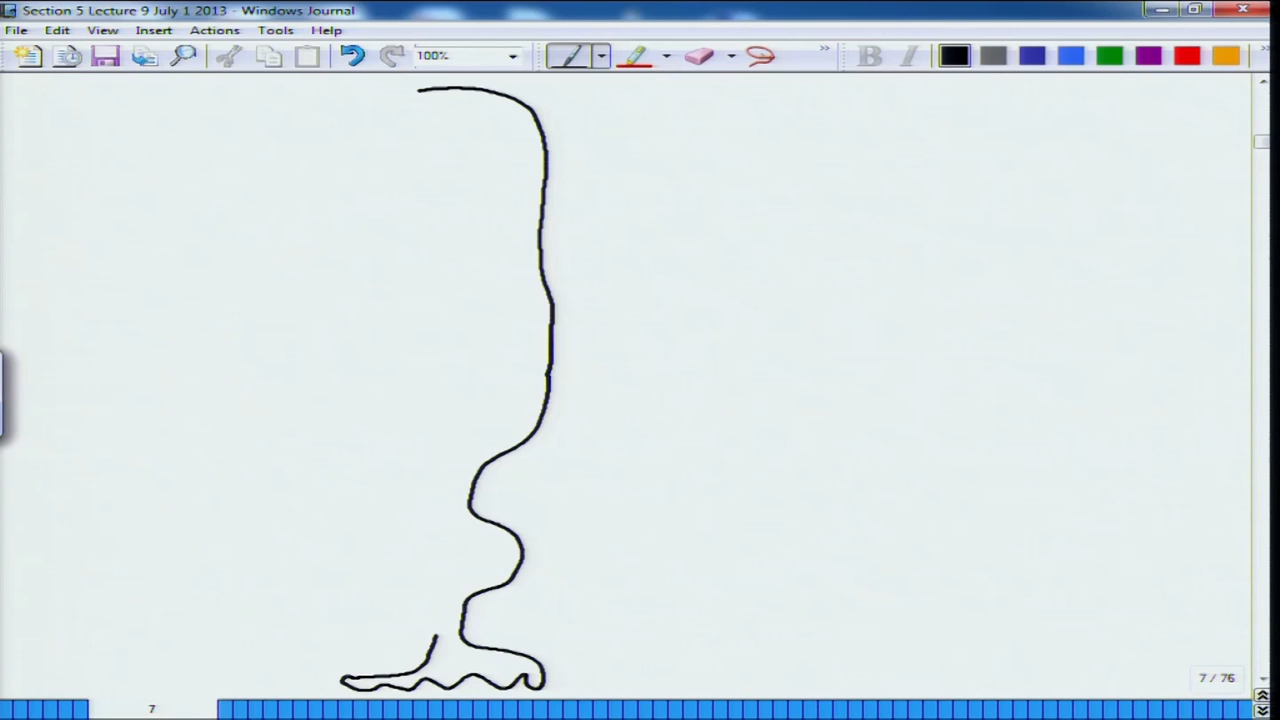 Section 5 Lecture 9 July 1 2013 - Windows Journal
File Edit View Insert Actions Tools Help
100% B I
7 / 76
7